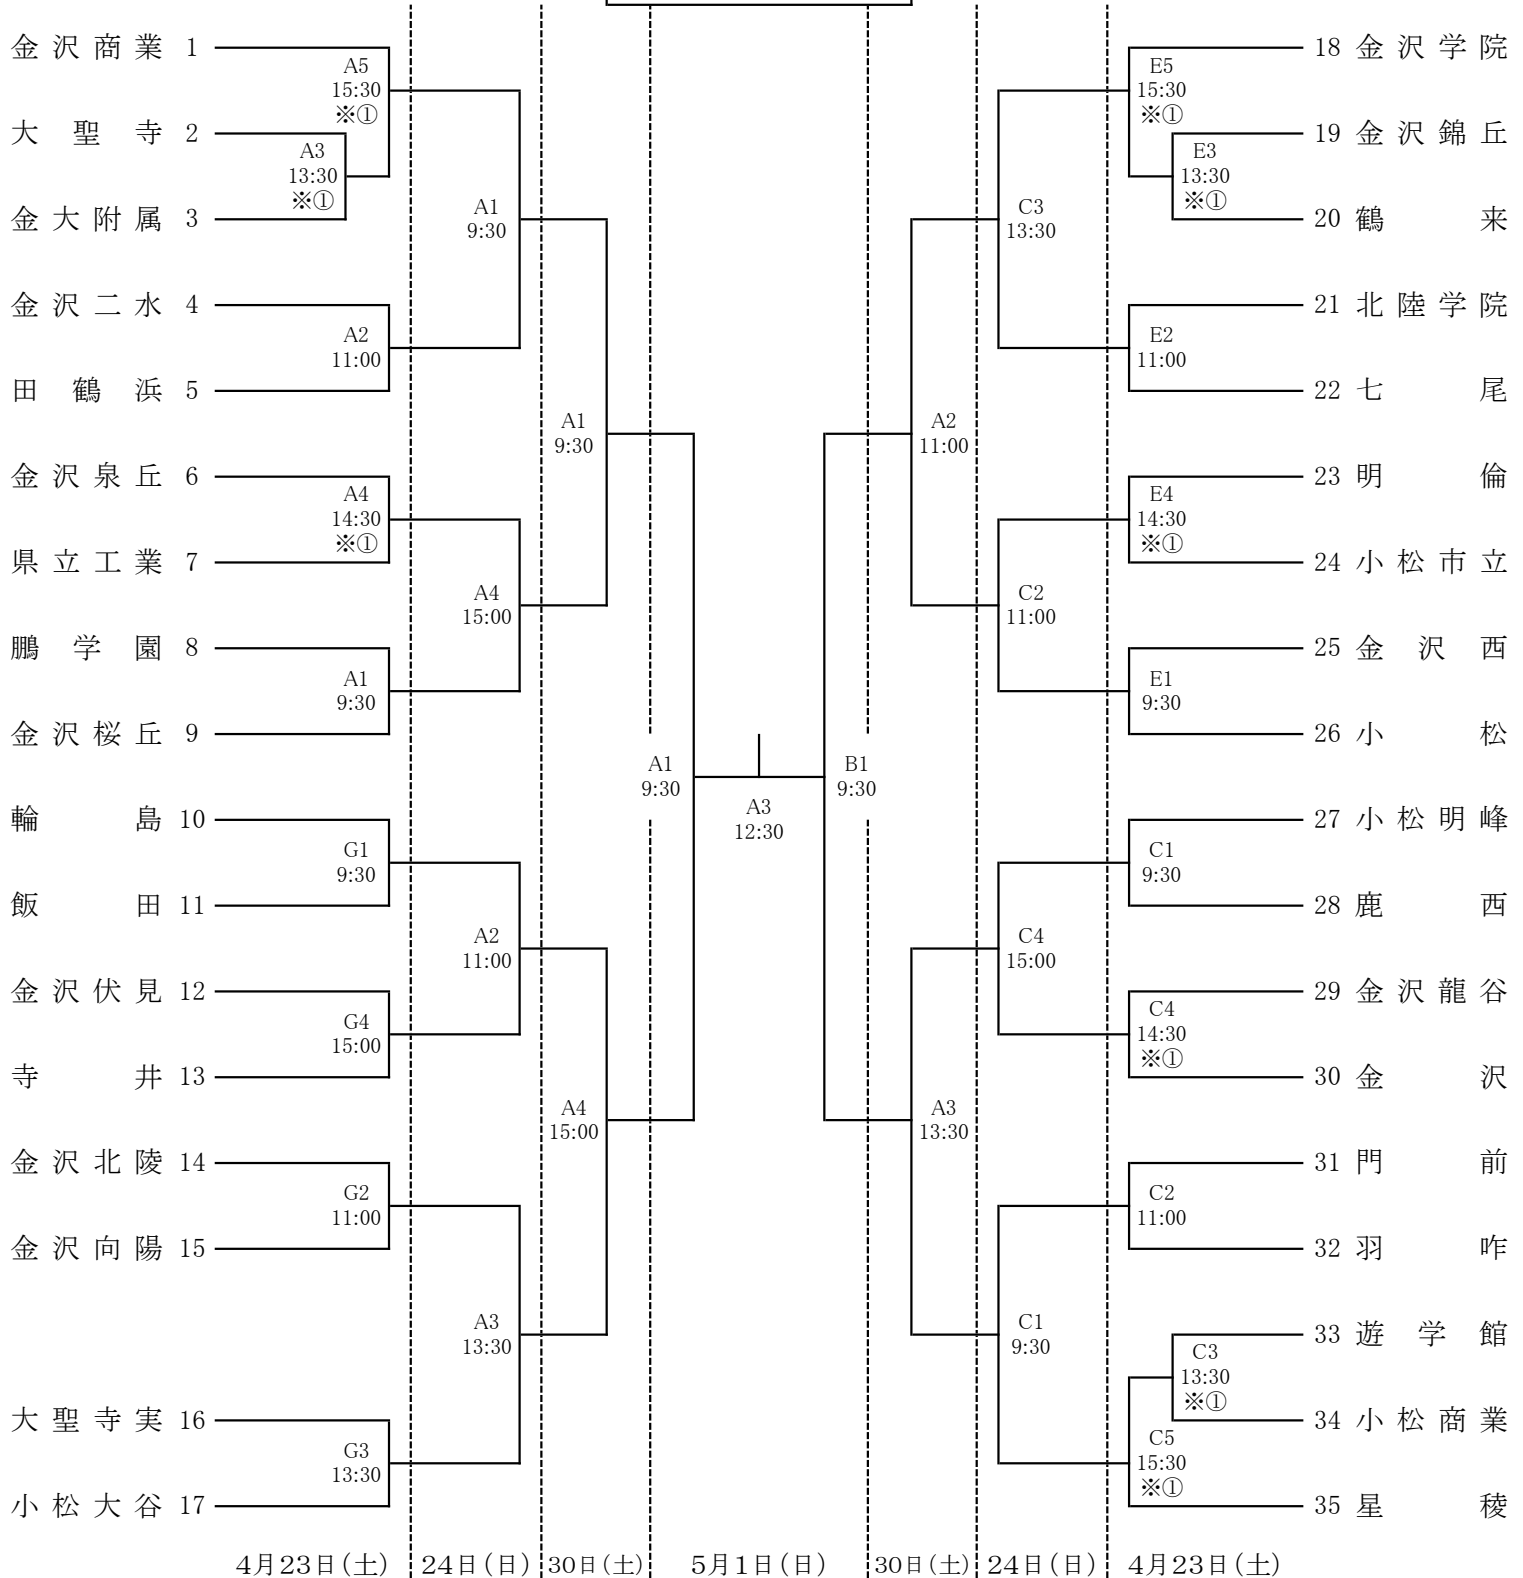 金沢商業 1
A5
15:30
※①
大聖寺 2
A3
13:30
※①
金大附属 3
A1
9:30
金沢二水 4
A2
11:00
田鶴浜 5
A1
9:30
金沢泉丘 6
A4
14:30
※①
県立工業 7
A4
15:00
鵬学園 8
A1
9:30
金沢桜丘 9
A1
9:30
輪島 10
G1
9:30
飯田 11
A2
11:00
金沢伏見 12
G4
15:00
寺井 13
A4
15:00
金沢北陵 14
G2
11:00
金沢向陽 15
A3
13:30
大聖寺実 16
G3
13:30
小松大谷 17
A3
12:30
B1
9:30
18 金沢学院
E5
15:30
※①
19 金沢錦丘
E3
13:30
※①
20 鶴来
C3
13:30
21 北陸学院
E2
11:00
22 七尾
A2
11:00
23 明倫
E4
14:30
※①
24 小松市立
C2
11:00
25 金沢西
E1
9:30
26 小松
27 小松明峰
C1
9:30
28 鹿西
C4
15:00
29 金沢龍谷
C4
14:30
※①
30 金沢
A3
13:30
31 門前
C2
11:00
32 羽咋
C1
9:30
33 遊学館
C3
13:30
※①
34 小松商業
C5
15:30
※①
35 星稜
4月23日(土) 24日(日) 30日(土) 5月1日(日) 30日(土) 24日(日) 4月23日(土)